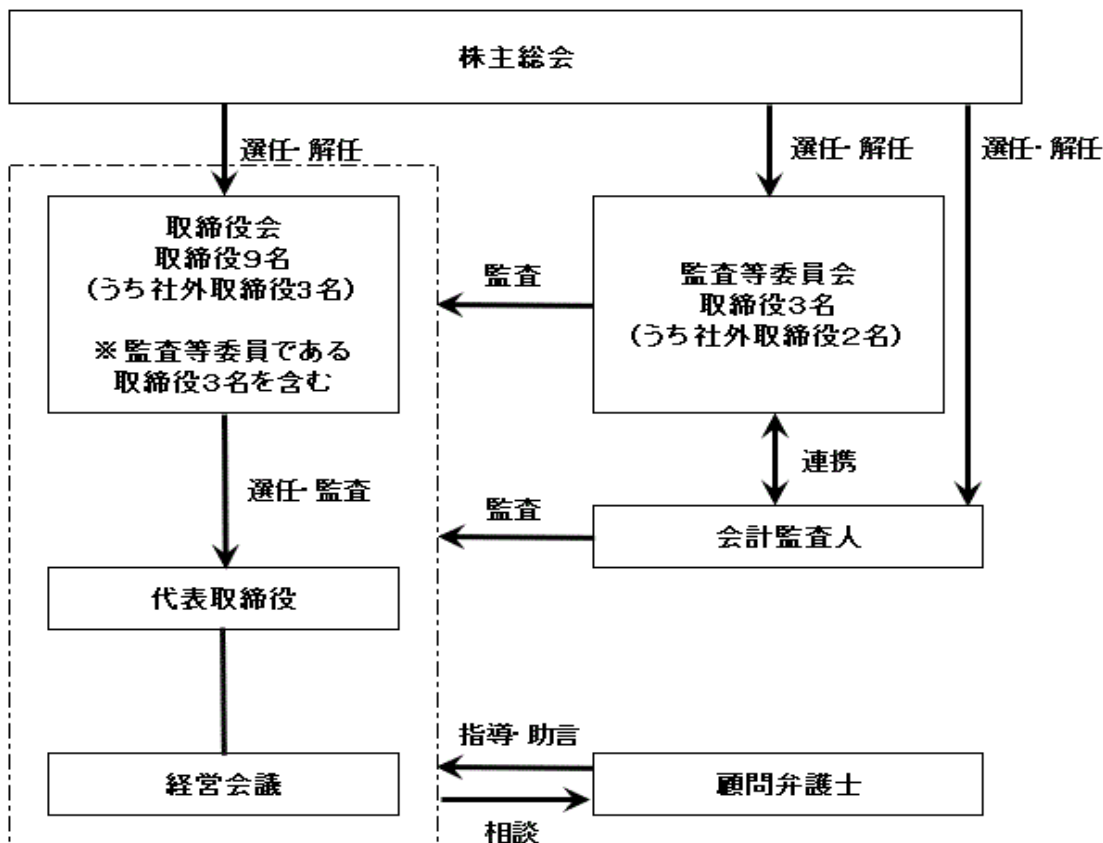 株主総会
選任・解任
選任・解任
選任・解任
取締役会
取締役9名
(うち社外取締役3名)
※監査等委員である
取締役3名を含む
監査
監査等委員会
取締役3名
(うち社外取締役2名)
連携
選任・監査
監査
会計監査人
代表取締役
指導・助言
経営会議
顧問弁護士
相談